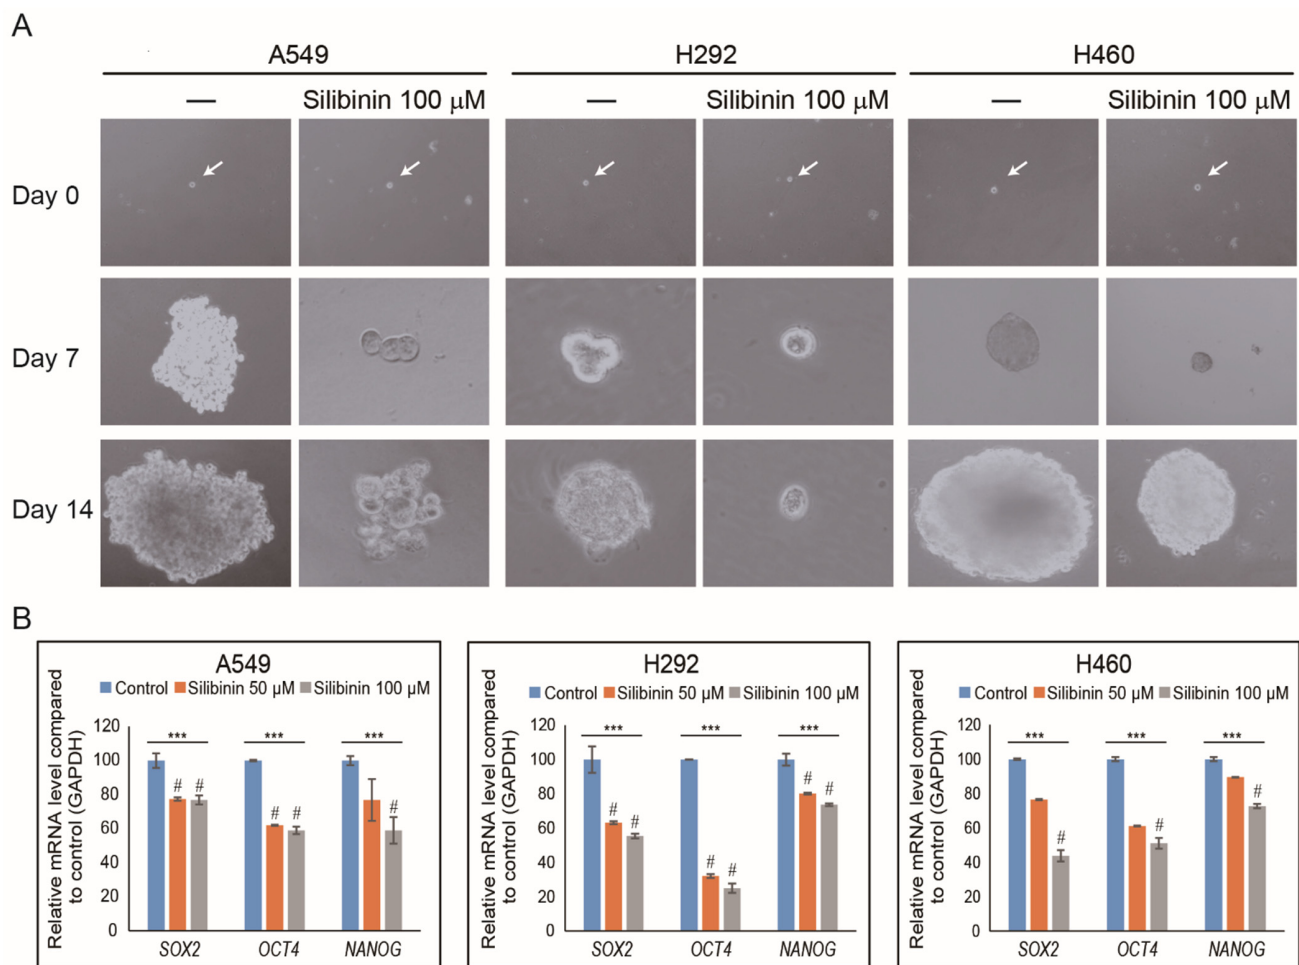 A
A549 H292 H460
— Silibinin 100 μM — Silibinin 100 μM — Silibinin 100 μM
Day 0
Day 7
Day 14
B
A549
Control Silibinin 50 μM Silibinin 100 μM
Relative mRNA level compared
to control (GAPDH)
120
100
80
60
40
20
0
*** *** ***
# # # # #
SOX2 OCT4 NANOG
H292
Control Silibinin 50 μM Silibinin 100 μM
Relative mRNA level compared
to control (GAPDH)
120
100
80
60
40
20
0
*** *** ***
# # # # # #
SOX2 OCT4 NANOG
H460
Control Silibinin 50 μM Silibinin 100 μM
Relative mRNA level compared
to control (GAPDH)
120
100
80
60
40
20
0
*** *** ***
# # #
SOX2 OCT4 NANOG